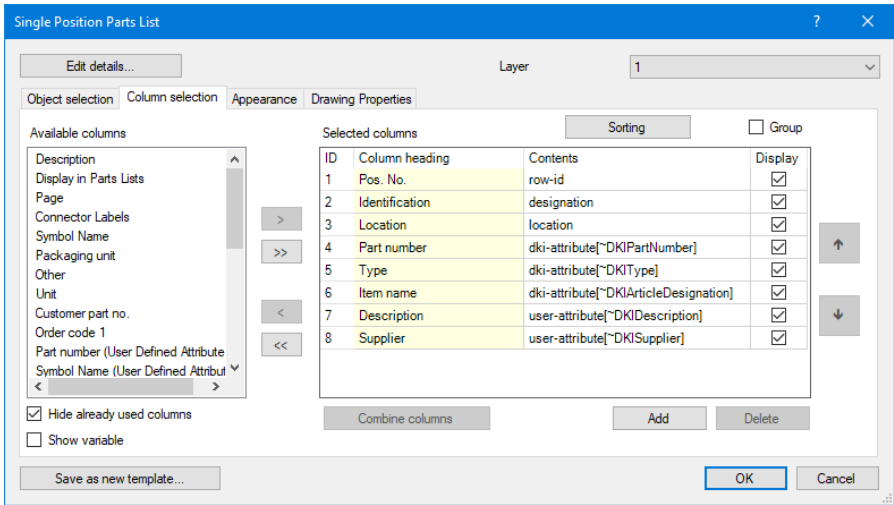 Single Position Parts List
Edit details...
Layer
1
Object selection
Column selection
Appearance
Drawing Properties
Available columns
Description
Display in Parts Lists
Page
Connector Labels
Symbol Name
Packaging unit
Other
Unit
Customer part no.
Order code 1
Part number (User Defined Attribute
Symbol Name (User Defined Attribut
Hide already used columns
Show variable
>
>>
<
<<
Selected columns
Sorting
Group
ID Column heading Contents Display
1 Pos. No. row-id
2 Identification designation
3 Location location
4 Part number dki-attribute[~DKIPartNumber]
5 Type dki-attribute[~DKIType]
6 Item name dki-attribute[~DKIArticleDesignation]
7 Description user-attribute[~DKIDescription]
8 Supplier user-attribute[~DKISupplier]
Combine columns
Add
Delete
Save as new template...
OK
Cancel